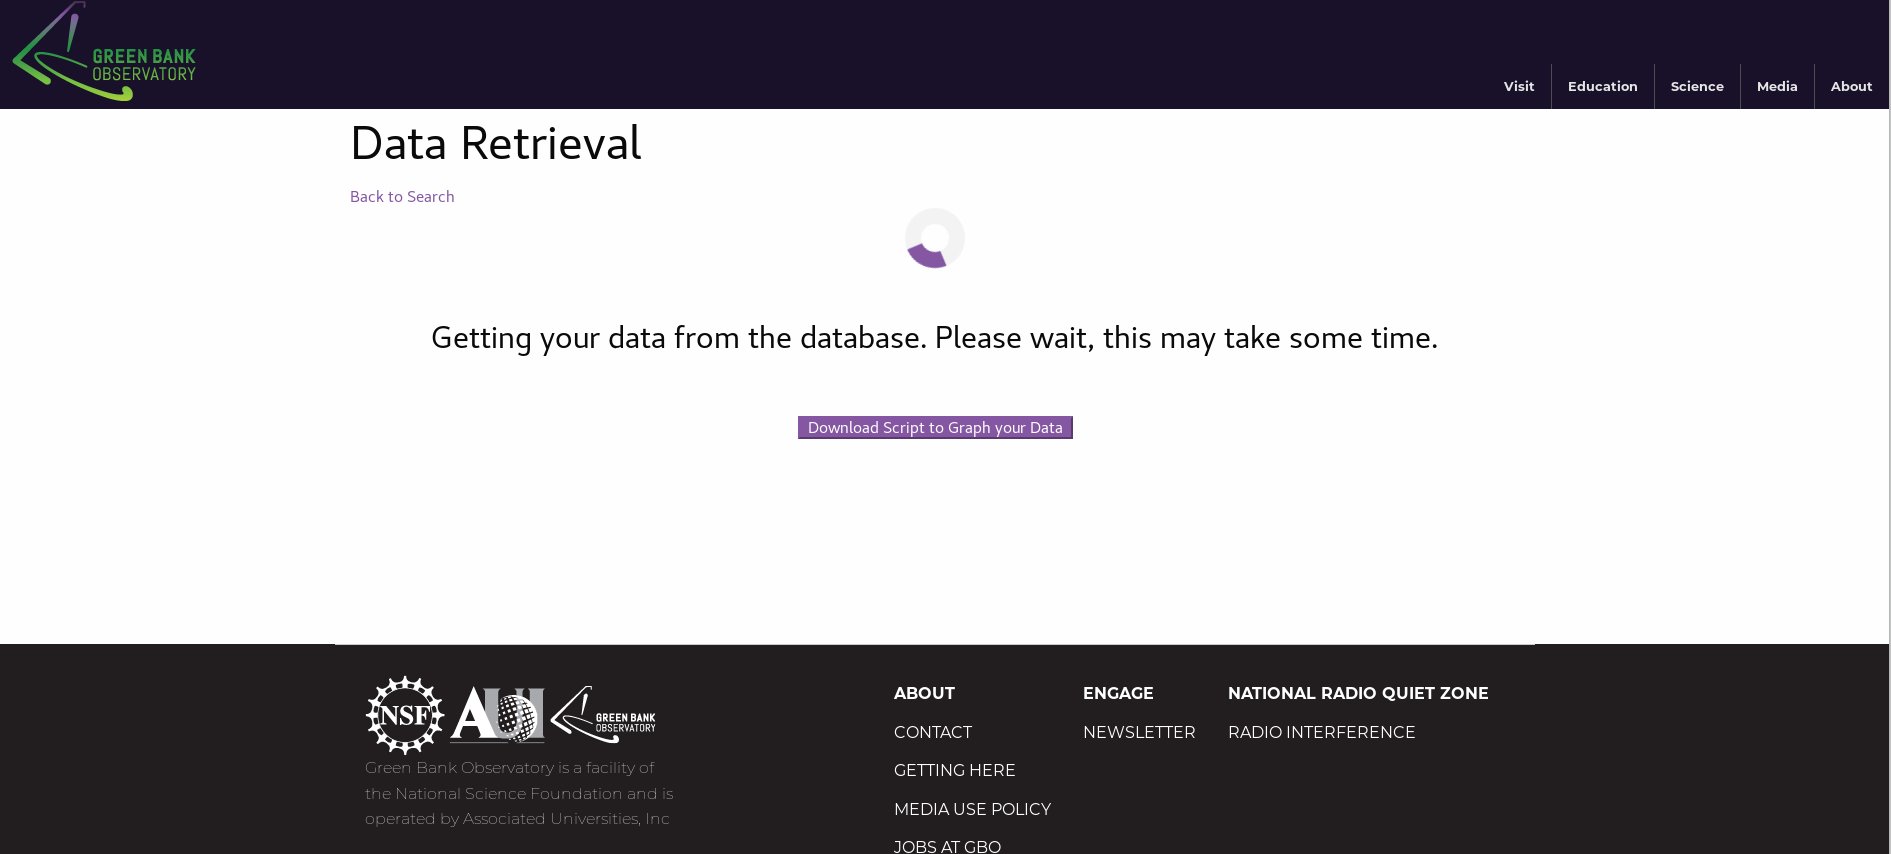 GREEN BANK
OBSERVATORY
Visit
Education
Science
Media
About
Data Retrieval
Back to Search
Getting your data from the database. Please wait, this may take some time.
Download Script to Graph your Data
NSF
AUI
GREEN BANK
OBSERVATORY
Green Bank Observatory is a facility of
the National Science Foundation and is
operated by Associated Universities, Inc
ABOUT
CONTACT
GETTING HERE
MEDIA USE POLICY
JOBS AT GBO
ENGAGE
NEWSLETTER
NATIONAL RADIO QUIET ZONE
RADIO INTERFERENCE